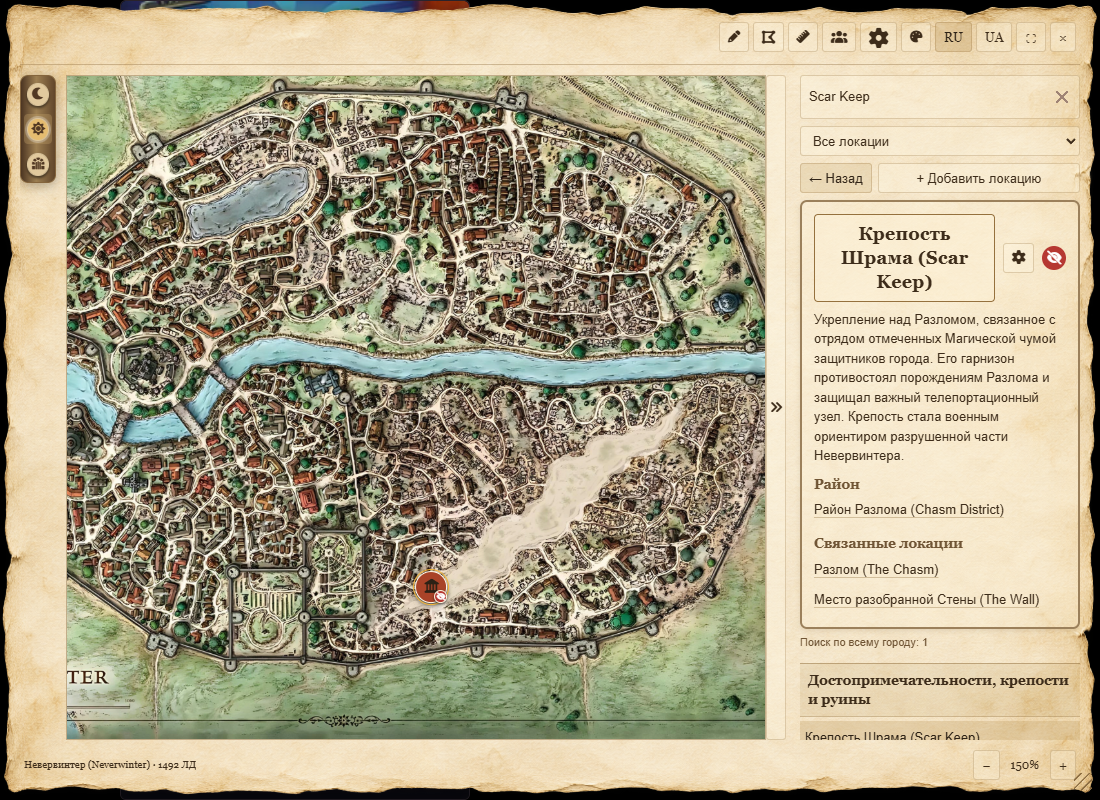 RU
UA
Scar Keep
Все локации
← Назад
+ Добавить локацию
Крепость
Шрама (Scar
Keep)
Укрепление над Разломом, связанное с
отрядом отмеченных Магической чумой
защитников города. Его гарнизон
противостоял порождениям Разлома и
защищал важный телепортационный
узел. Крепость стала военным
ориентиром разрушенной части
Невервинтера.
Район
Район Разлома (Chasm District)
Связанные локации
Разлом (The Chasm)
Место разобранной Стены (The Wall)
Поиск по всему городу: 1
Достопримечательности, крепости
и руины
Крепость Шрама (Scar Keep)
TER
Невервинтер (Neverwinter) · 1492 ЛД
− 150% +